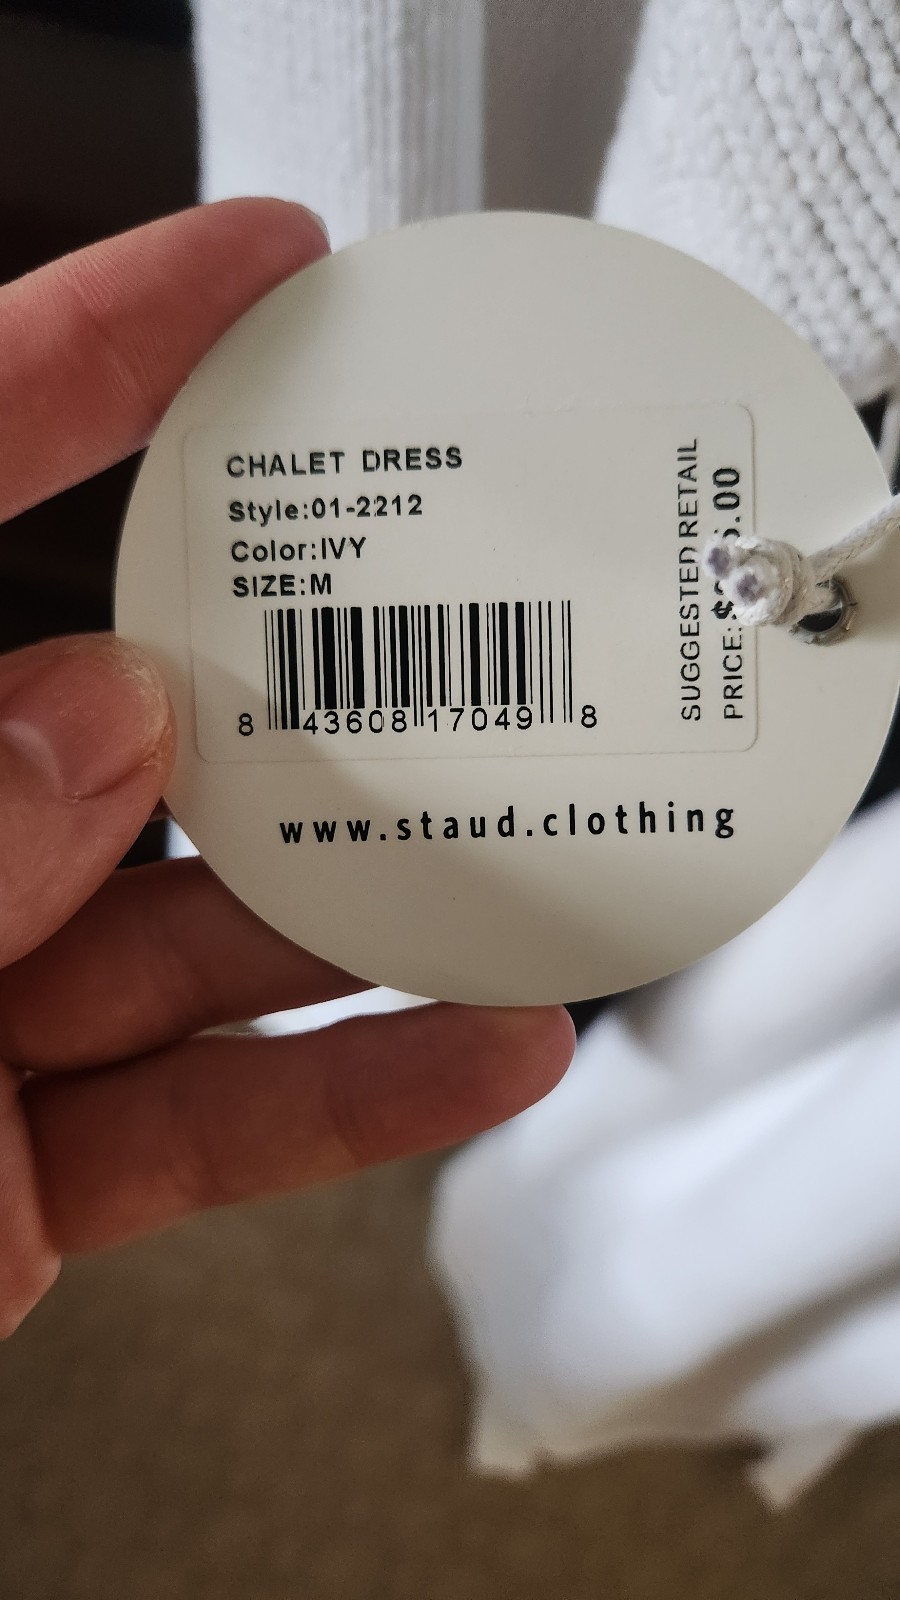 CHALET DRESS
Style:01-2212
Color:IVY
SIZE:M
8 43608 17049 8
SUGGESTED RETAIL
PRICE:
www.staud.clothing